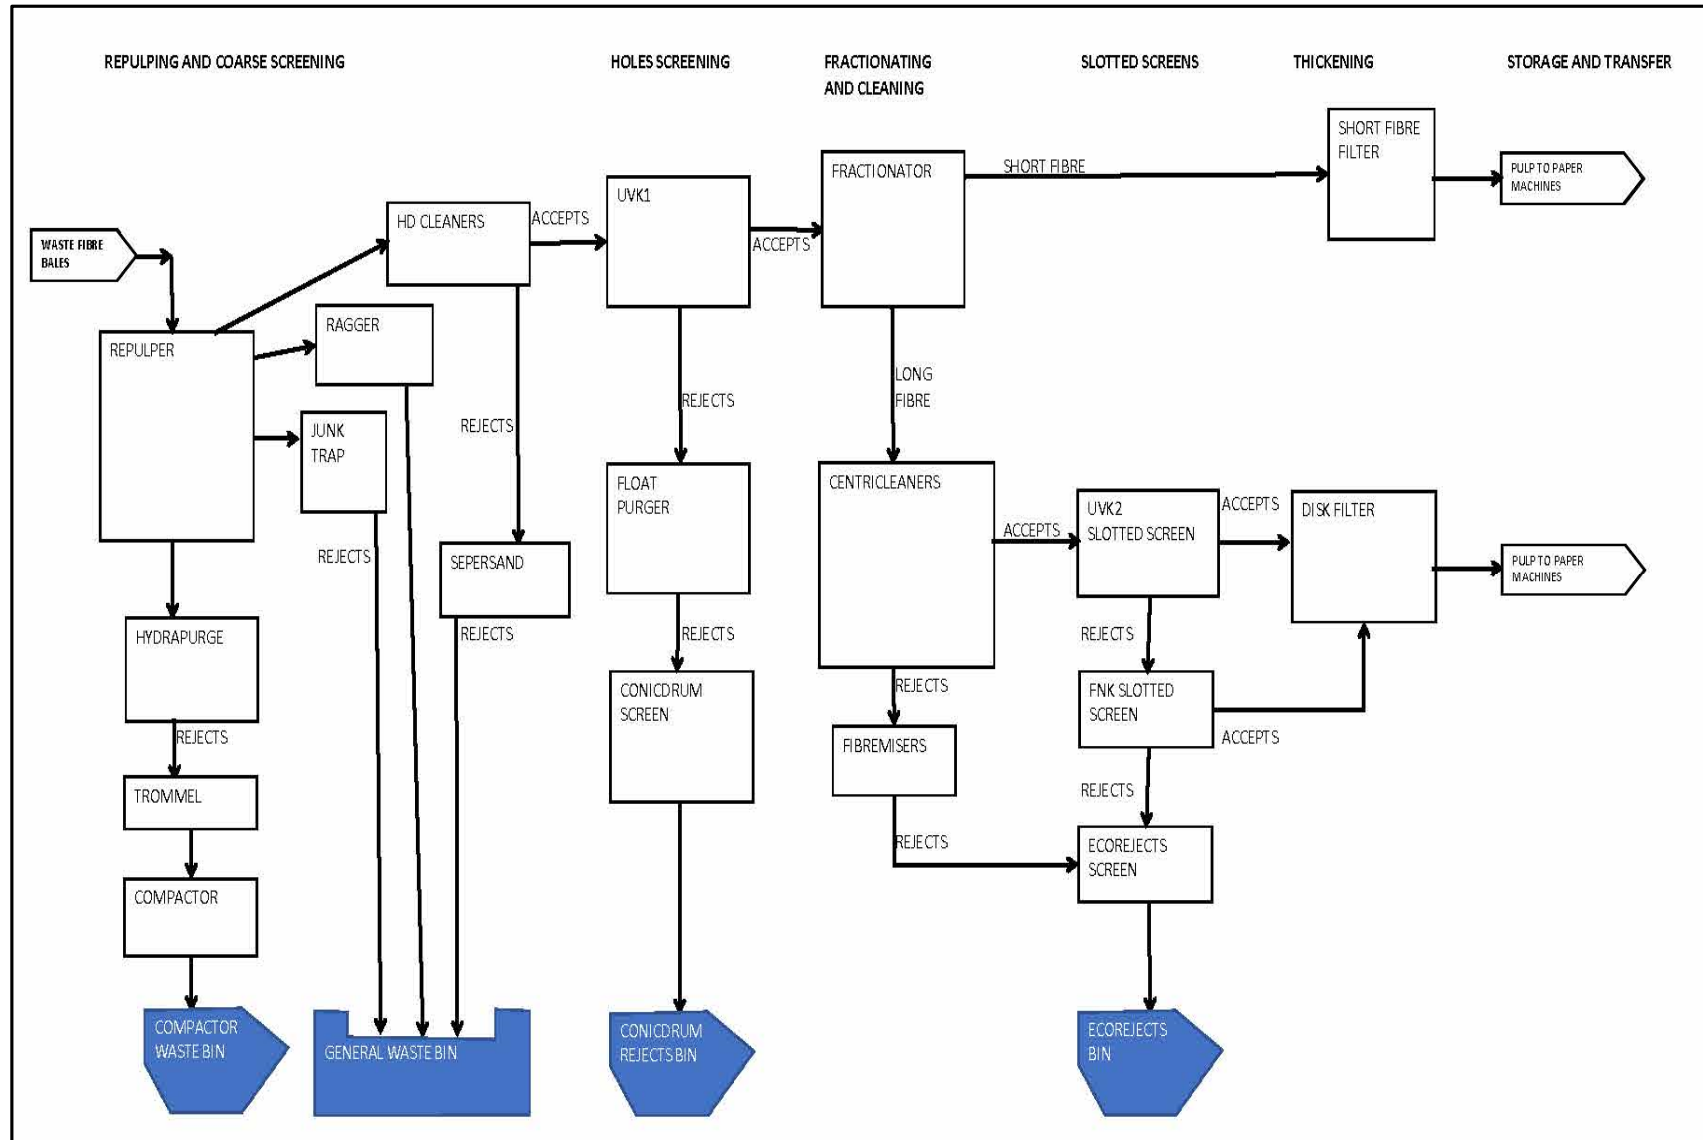 REPULPING AND COARSE SCREENING
HOLES SCREENING
FRACTIONATING
AND CLEANING
SLOTTED SCREENS
THICKENING
STORAGE AND TRANSFER
WASTE FIBRE
BALES
REPULPER
HD CLEANERS
ACCEPTS
RAGGER
JUNK
TRAP
REJECTS
REJECTS
SEPERSAND
REJECTS
HYDRAPURGE
REJECTS
TROMMEL
COMPACTOR
COMPACTOR
WASTE BIN
GENERAL WASTE BIN
UVK1
ACCEPTS
REJECTS
FLOAT
PURGER
REJECTS
CONICDRUM
SCREEN
CONICDRUM
REJECTS BIN
FRACTIONATOR
SHORT FIBRE
SHORT FIBRE
FILTER
PULP TO PAPER
MACHINES
LONG
FIBRE
CENTRICLEANERS
ACCEPTS
REJECTS
FIBREMISERS
REJECTS
UVK2
SLOTTED SCREEN
ACCEPTS
DISK FILTER
PULP TO PAPER
MACHINES
REJECTS
FNK SLOTTED
SCREEN
ACCEPTS
REJECTS
ECOREJECTS
SCREEN
ECOREJECTS
BIN